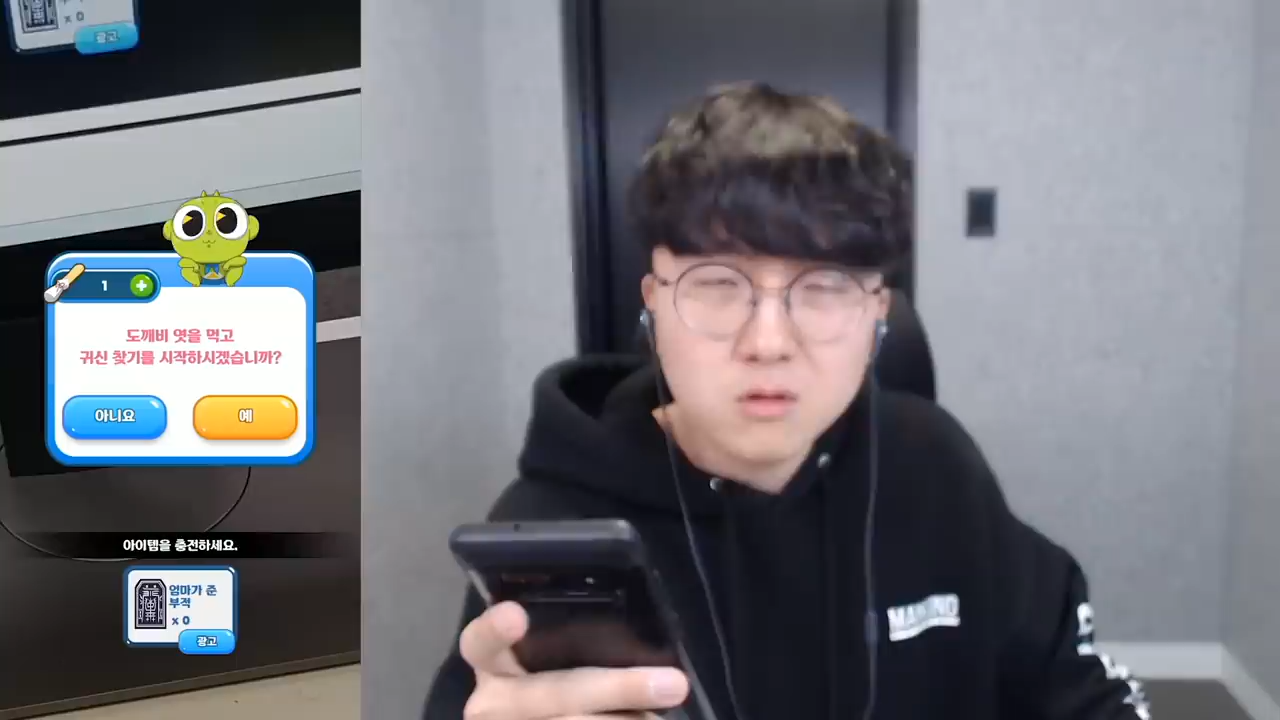 x 0
광고
1
도깨비 엿을 먹고
귀신 찾기를 시작하시겠습니까?
아니요
예
아이템을 충전하세요.
엄마가 준
부적
x 0
광고